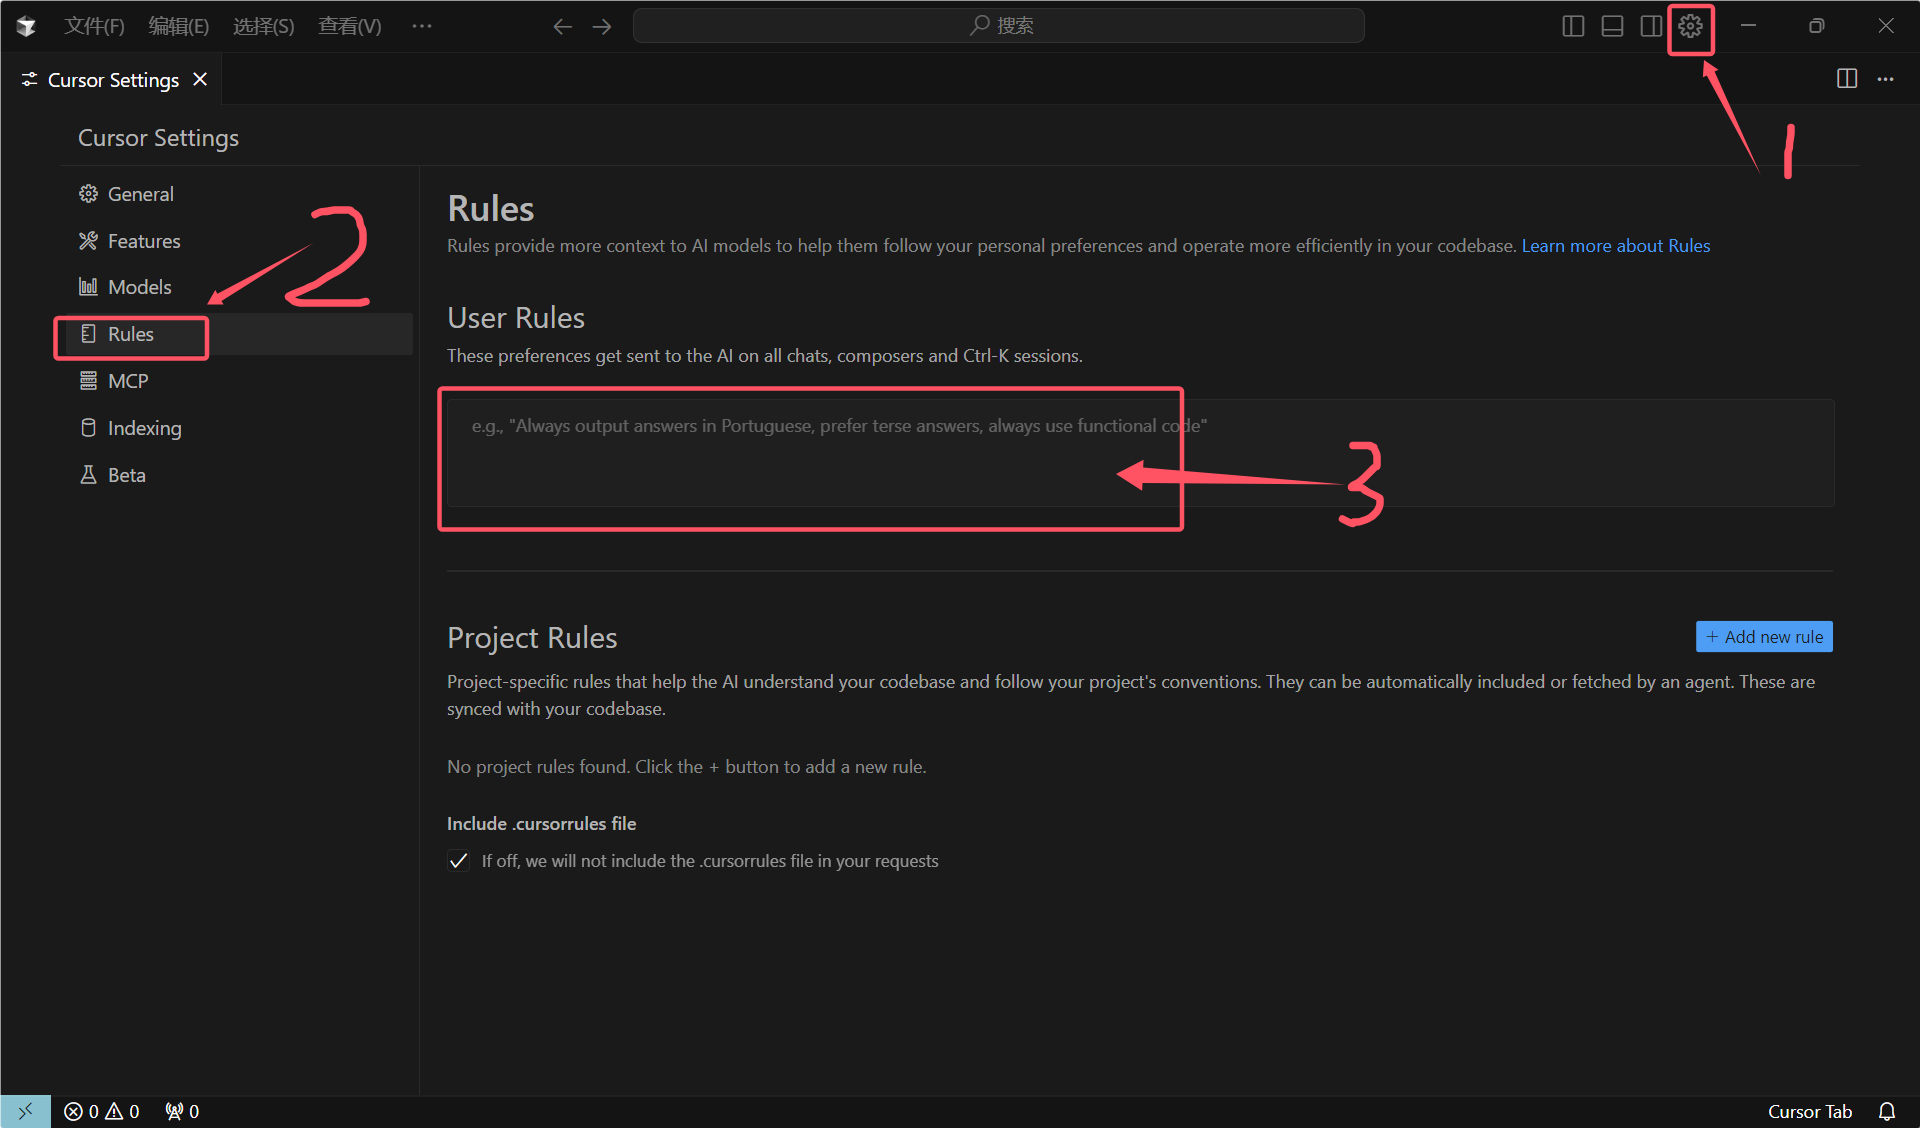 文件(F) 编辑(E) 选择(S) 查看(V) ··· 搜索
Cursor Settings
1
Cursor Settings
General
Features
Models
Rules
MCP
Indexing
Beta
2
Rules
Rules provide more context to AI models to help them follow your personal preferences and operate more efficiently in your codebase. Learn more about Rules
User Rules
These preferences get sent to the AI on all chats, composers and Ctrl-K sessions.
e.g., "Always output answers in Portuguese, prefer terse answers, always use functional code"
3
Project Rules
+ Add new rule
Project-specific rules that help the AI understand your codebase and follow your project's conventions. They can be automatically included or fetched by an agent. These are
synced with your codebase.
No project rules found. Click the + button to add a new rule.
Include .cursorrules file
If off, we will not include the .cursorrules file in your requests
0 0 0 Cursor Tab